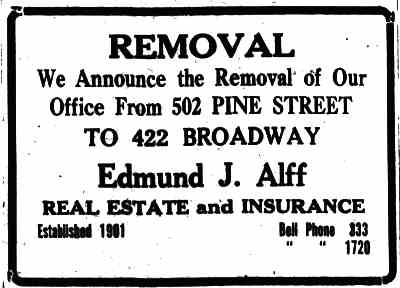 REMOVAL
We Announce the Removal of Our
Office From 502 PINE STREET
TO 422 BROADWAY
Edmund J. Alff
REAL ESTATE and INSURANCE
Established 1901 Bell Phone 333
" " 1720